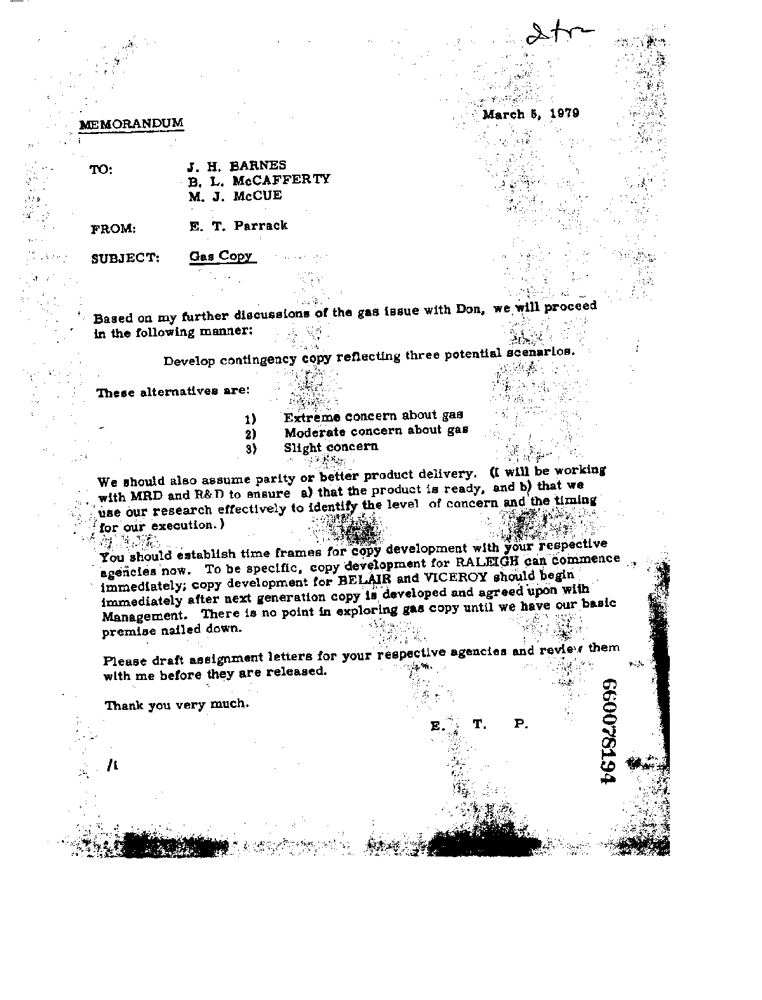 March 5, 1979
MEMORANDUM
TO: J. H. BARNES
B. L. McCAFFERTY
M. J. McCUE
FROM: E. T. Parrack
SUBJECT: Gas Copy
Based on my further discussions of the gas issue with Don, we will proceed
in the following manner:
Develop contingency copy reflecting three potential scenarios.
These alternatives are:
1) Extreme concern about gas
2) Moderate concern about gas
3) Slight concern
We should also assume parity or better product delivery. (I will be working
with MRD and R&D to ensure a) that the product is ready, and b) that we
use our research effectively to identify the level of concern and the timing
for our execution.)
You should establish time frames for copy development with your respective
agencies now. To be specific, copy development for RALEIGH can commence
immediately; copy development for BELAIR and VICEROY should begin
immediately after next generation copy is developed and agreed upon with
Management. There is no point in exploring gas copy until we have our basic
premise nailed down.
Please draft assignment letters for your respective agencies and review them
with me before they are released.
Thank you very much.
E. T. P.
/l
660078194